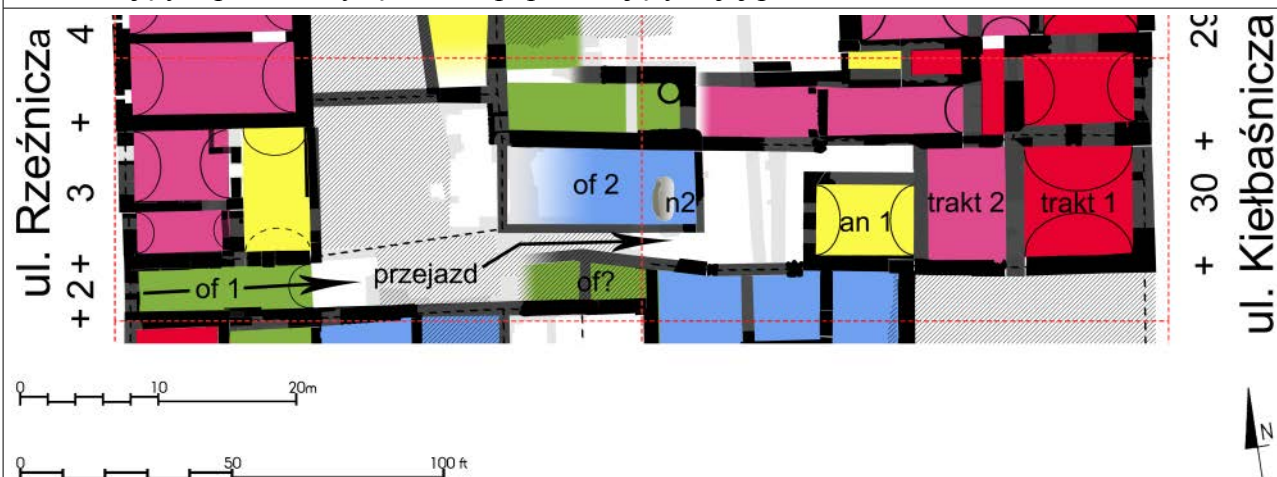 ul. Rzeźnicza
4
+
3
+
2
+
of 2
n2
przejazd
of 1
of?
an 1
trakt 2
trakt 1
29
+
30
+
ul. Kiełbaśnicza
0 10 20m
0 50 100 ft
N